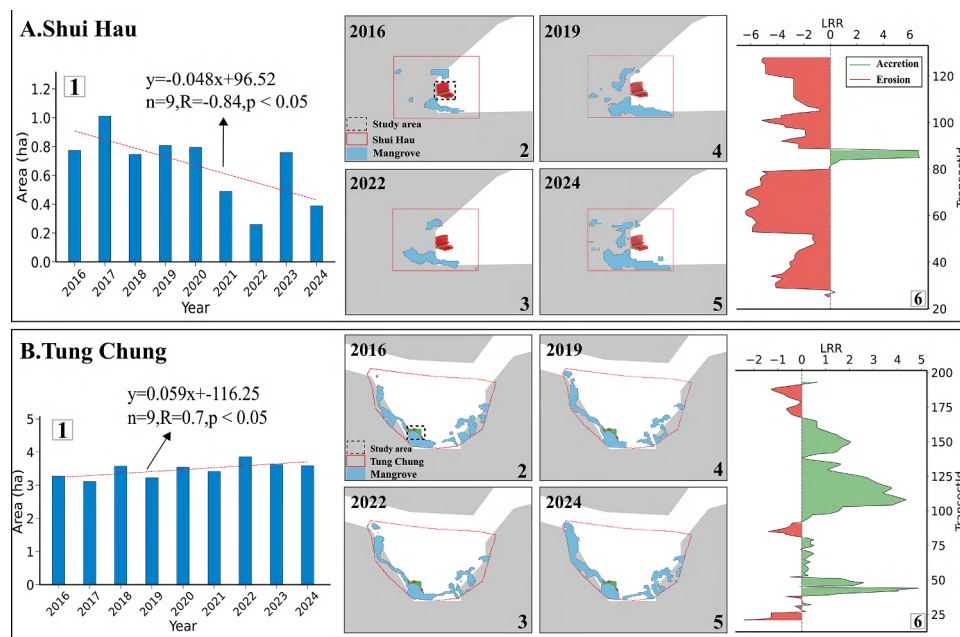 A.Shui Hau
1
y=-0.048x+96.52
n=9,R=-0.84,p < 0.05
Area (ha)
1.2
1.0
0.8
0.6
0.4
0.2
0.0
2016 2017 2018 2019 2020 2021 2022 2023 2024
Year
2016
Study area
Shui Hau
Mangrove
2
2019
4
2022
3
2024
5
LRR
−6 −4 −2 0 2 4 6
Accretion
Erosion
120
100
80
60
40
20
TransectId
6
B.Tung Chung
1
y=0.059x+-116.25
n=9,R=0.7,p < 0.05
Area (ha)
5
4
3
2
1
0
2016 2017 2018 2019 2020 2021 2022 2023 2024
Year
2016
Study area
Tung Chung
Mangrove
2
2019
4
2022
3
2024
5
LRR
−2 −1 0 1 2 3 4 5
200
175
150
125
100
75
50
25
TransectId
6